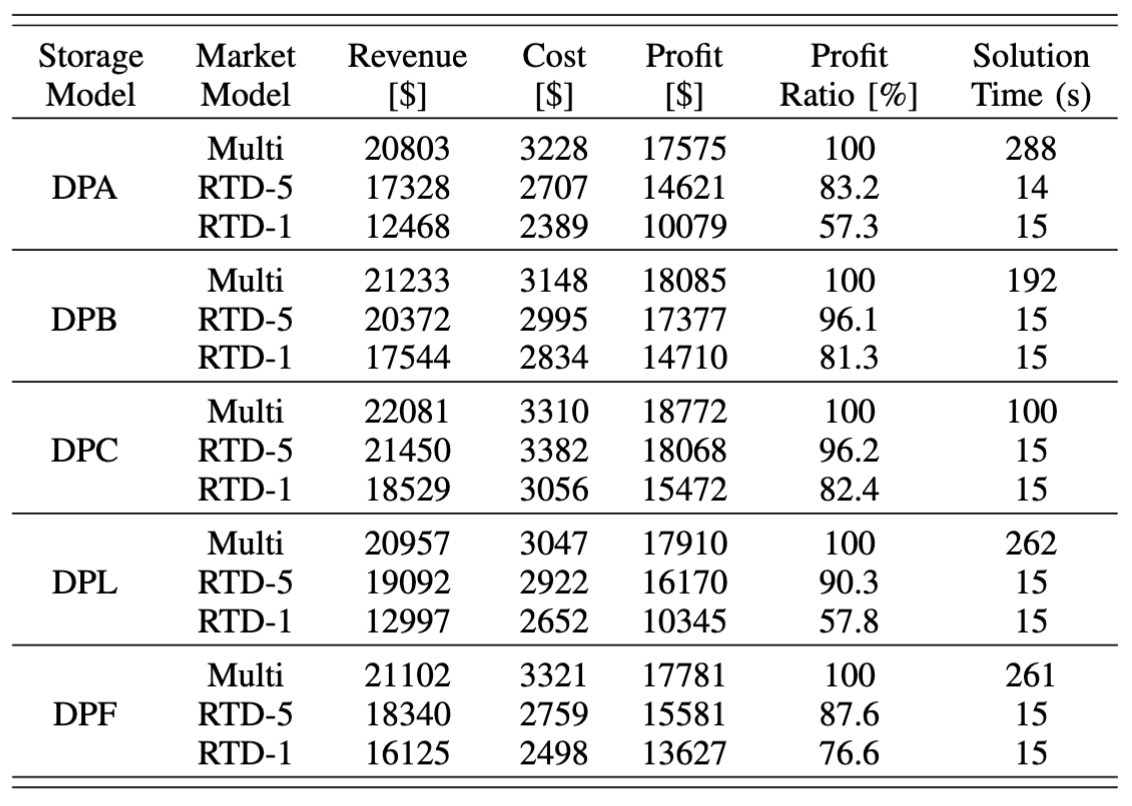 Storage Market Revenue Cost Profit Profit Solution
Model Model [$] [$] [$] Ratio [%] Time (s)
Multi 20803 3228 17575 100 288
DPA RTD-5 17328 2707 14621 83.2 14
RTD-1 12468 2389 10079 57.3 15
Multi 21233 3148 18085 100 192
DPB RTD-5 20372 2995 17377 96.1 15
RTD-1 17544 2834 14710 81.3 15
Multi 22081 3310 18772 100 100
DPC RTD-5 21450 3382 18068 96.2 15
RTD-1 18529 3056 15472 82.4 15
Multi 20957 3047 17910 100 262
DPL RTD-5 19092 2922 16170 90.3 15
RTD-1 12997 2652 10345 57.8 15
Multi 21102 3321 17781 100 261
DPF RTD-5 18340 2759 15581 87.6 15
RTD-1 16125 2498 13627 76.6 15